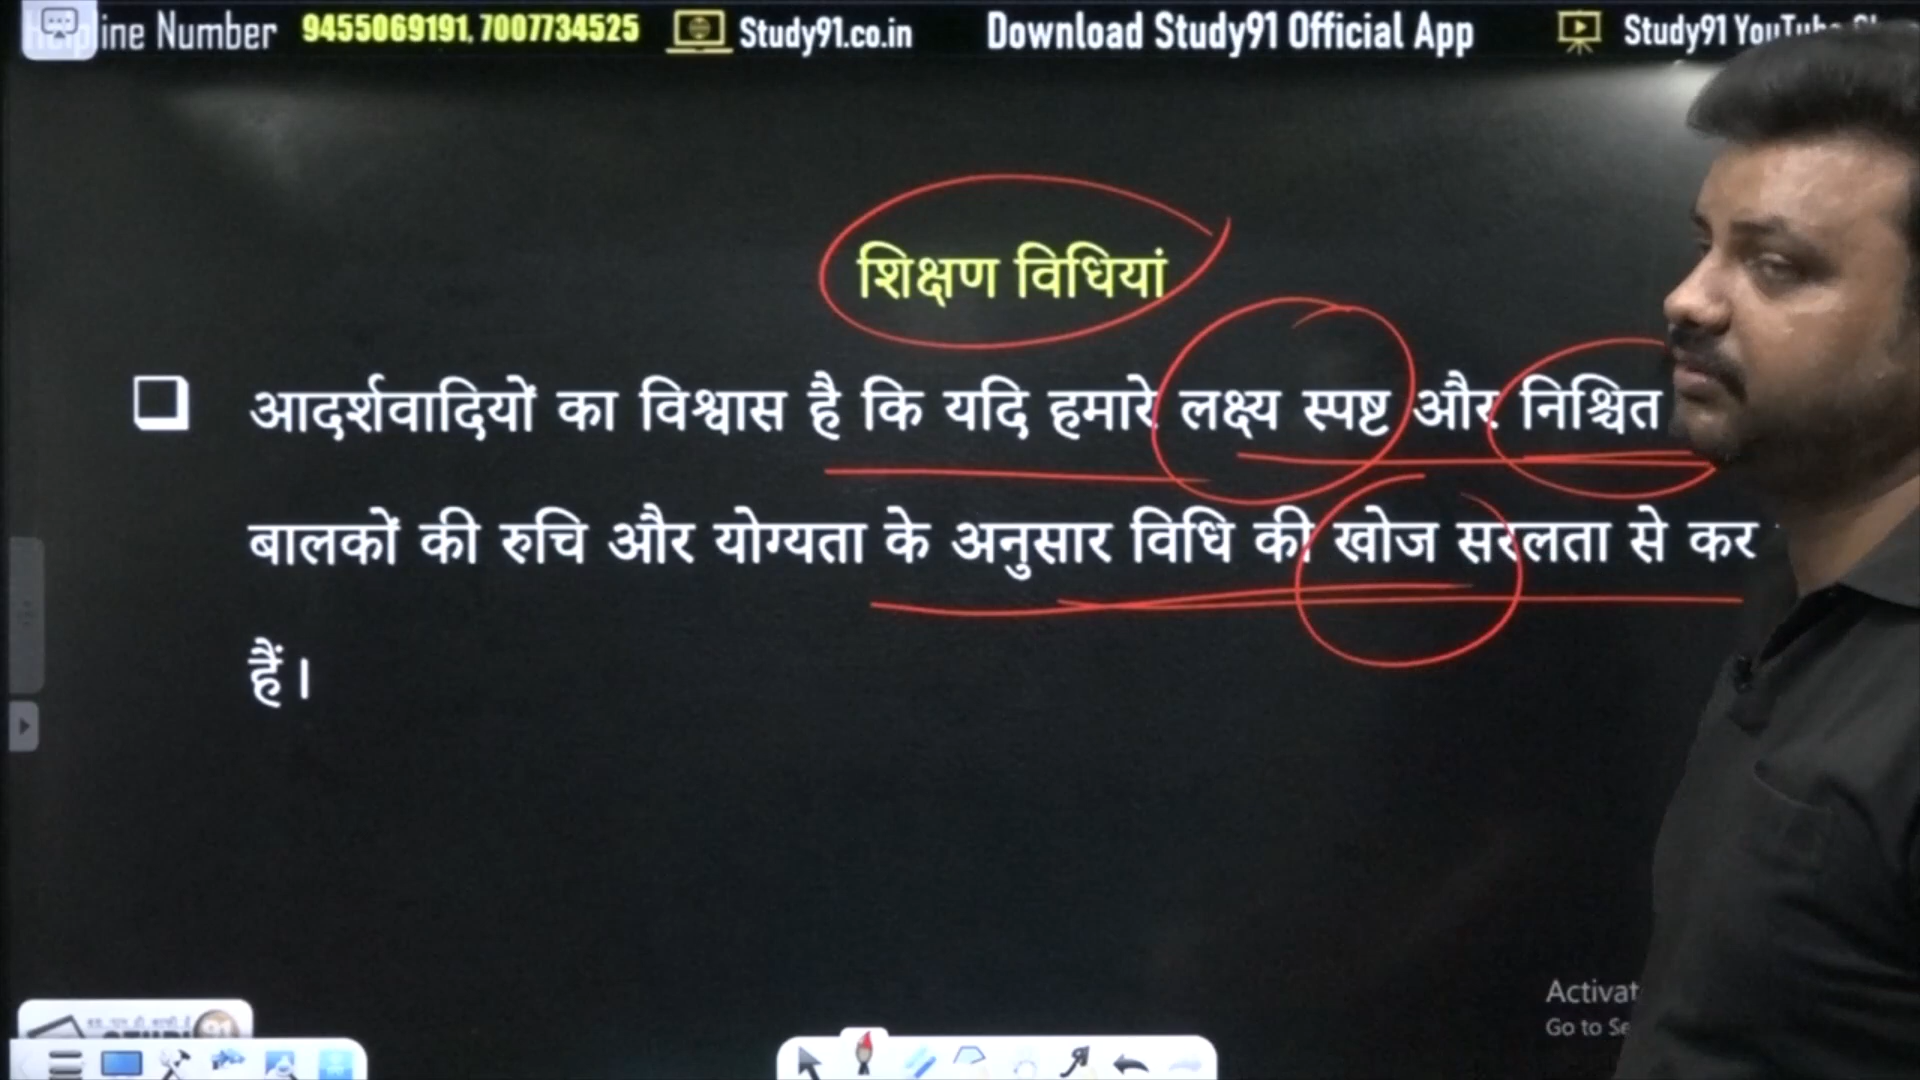 Helpline Number 9455069191, 7007734525 Study91.co.in Download Study91 Official App Study91 YouTube
शिक्षण विधियां
आदर्शवादियों का विश्वास है कि यदि हमारे लक्ष्य स्पष्ट और निश्चित
बालकों की रुचि और योग्यता के अनुसार विधि की खोज सरलता से कर
हैं।
Activat
Go to Se